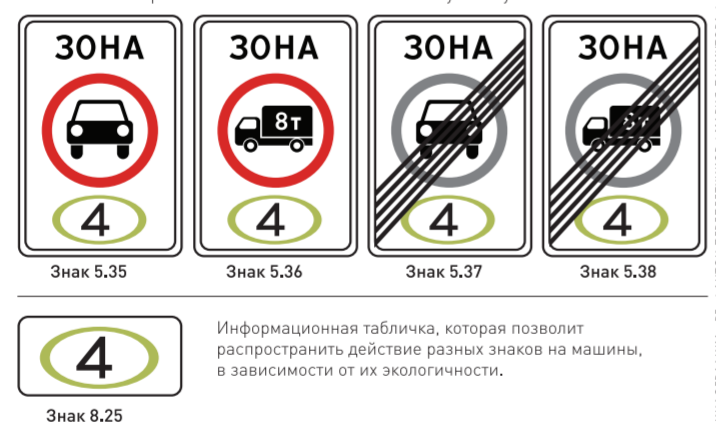 ЗОНА ЗОНА ЗОНА ЗОНА
8т
4 4 4 4
Знак 5.35 Знак 5.36 Знак 5.37 Знак 5.38
4
Информационная табличка, которая позволит
распространить действие разных знаков на машины,
в зависимости от их экологичности.
Знак 8.25